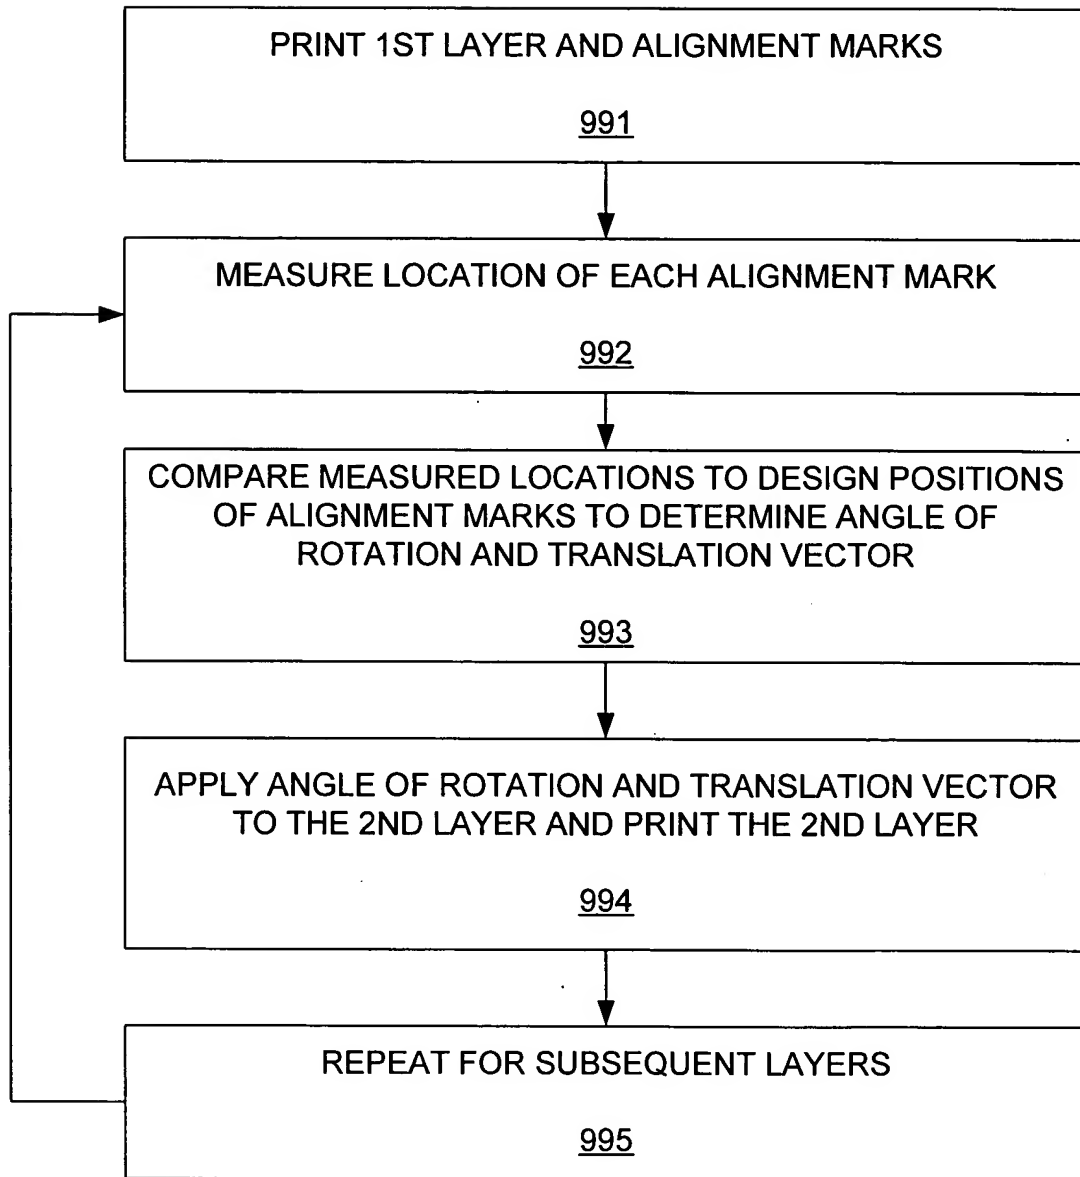 PRINT 1ST LAYER AND ALIGNMENT MARKS
991
MEASURE LOCATION OF EACH ALIGNMENT MARK
992
COMPARE MEASURED LOCATIONS TO DESIGN POSITIONS
OF ALIGNMENT MARKS TO DETERMINE ANGLE OF
ROTATION AND TRANSLATION VECTOR
993
APPLY ANGLE OF ROTATION AND TRANSLATION VECTOR
TO THE 2ND LAYER AND PRINT THE 2ND LAYER
994
REPEAT FOR SUBSEQUENT LAYERS
995